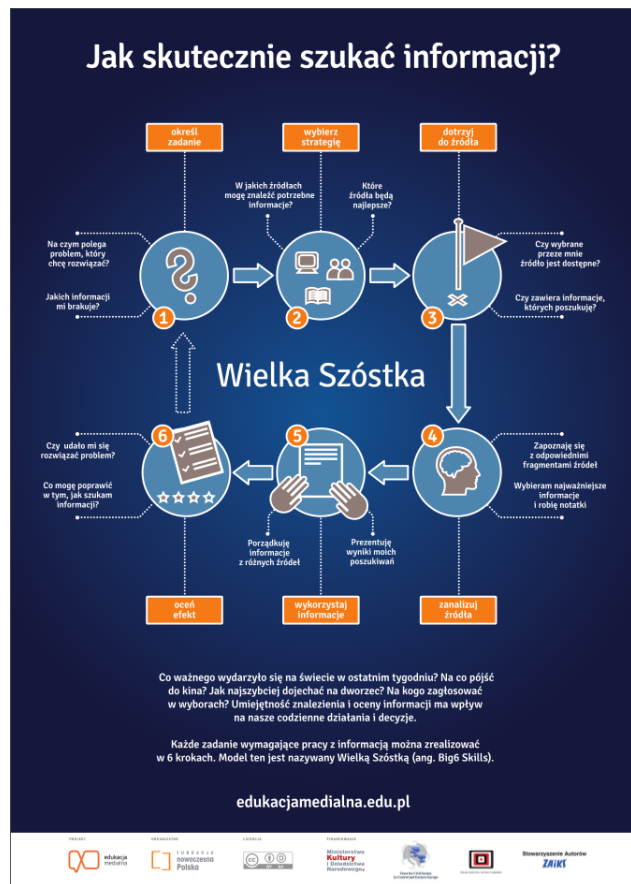 Jak skutecznie szukać informacji?
określ
zadanie
wybierz
strategię
dotrzyj
do źródła
W jakich źródłach
mogę znaleźć potrzebne
informacje?
Które
źródła będą
najlepsze?
Na czym polega
problem, który
chcę rozwiązać?
Jakich informacji
mi brakuje?
Czy wybrane
przeze mnie
źródło jest dostępne?
Czy zawiera informacje,
których poszukuję?
1
2
3
Wielka Szóstka
6
5
4
Czy udało mi się
rozwiązać problem?
Co mogę poprawić
w tym, jak szukam
informacji?
Zapoznaję się
z odpowiednimi
fragmentami źródeł
Wybieram najważniejsze
informacje
i robię notatki
Porządkuję
informacje
z różnych źródeł
Prezentuję
wyniki moich
poszukiwań
oceń
efekt
wykorzystaj
informacje
zanalizuj
źródła
Co ważnego wydarzyło się na świecie w ostatnim tygodniu? Na co pójść
do kina? Jak najszybciej dojechać na dworzec? Na kogo zagłosować
w wyborach? Umiejętność znalezienia i oceny informacji ma wpływ
na nasze codzienne działania i decyzje.
Każde zadanie wymagające pracy z informacją można zrealizować
w 6 krokach. Model ten jest nazywany Wielką Szóstką (ang. Big6 Skills).
edukacjamedialna.edu.pl
edukacja
medialna
FUNDACJA
nowoczesna
Polska
Ministerstwo
Kultury
i Dziedzictwa
Narodowego.
Stowarzyszenie Autorów
ZAiKS